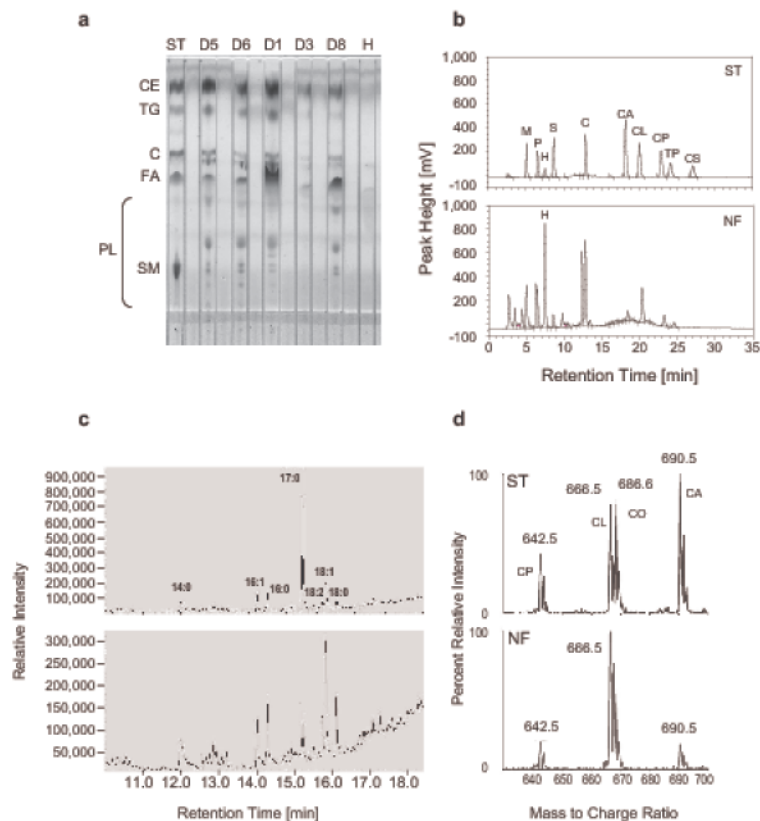 a
ST D5 D6 D1 D3 D8 H
CE
TG
C
FA
PL
SM
b
1,000
800
600
400
200
0
-100
ST
M P H S C CA CL CP TP CS
1,000
800
600
400
200
0
-100
NF
H
0 5 10 15 20 25 30 35
Peak Height [mV]
Retention Time [min]
c
900,000
800,000
700,000
600,000
500,000
400,000
300,000
200,000
100,000
17:0
14:0
16:0
18:2
18:1
18:0
300,000
250,000
200,000
150,000
100,000
50,000
11.0 12.0 13.0 14.0 15.0 16.0 17.0 18.0
Relative Intensity
Retention Time [min]
d
100
ST
690.5
666.5
686.6
642.5
CP
CL
CO
CA
0
100
NF
666.5
642.5
690.5
0
640 650 660 670 680 690 700
Percent Relative Intensity
Mass to Charge Ratio